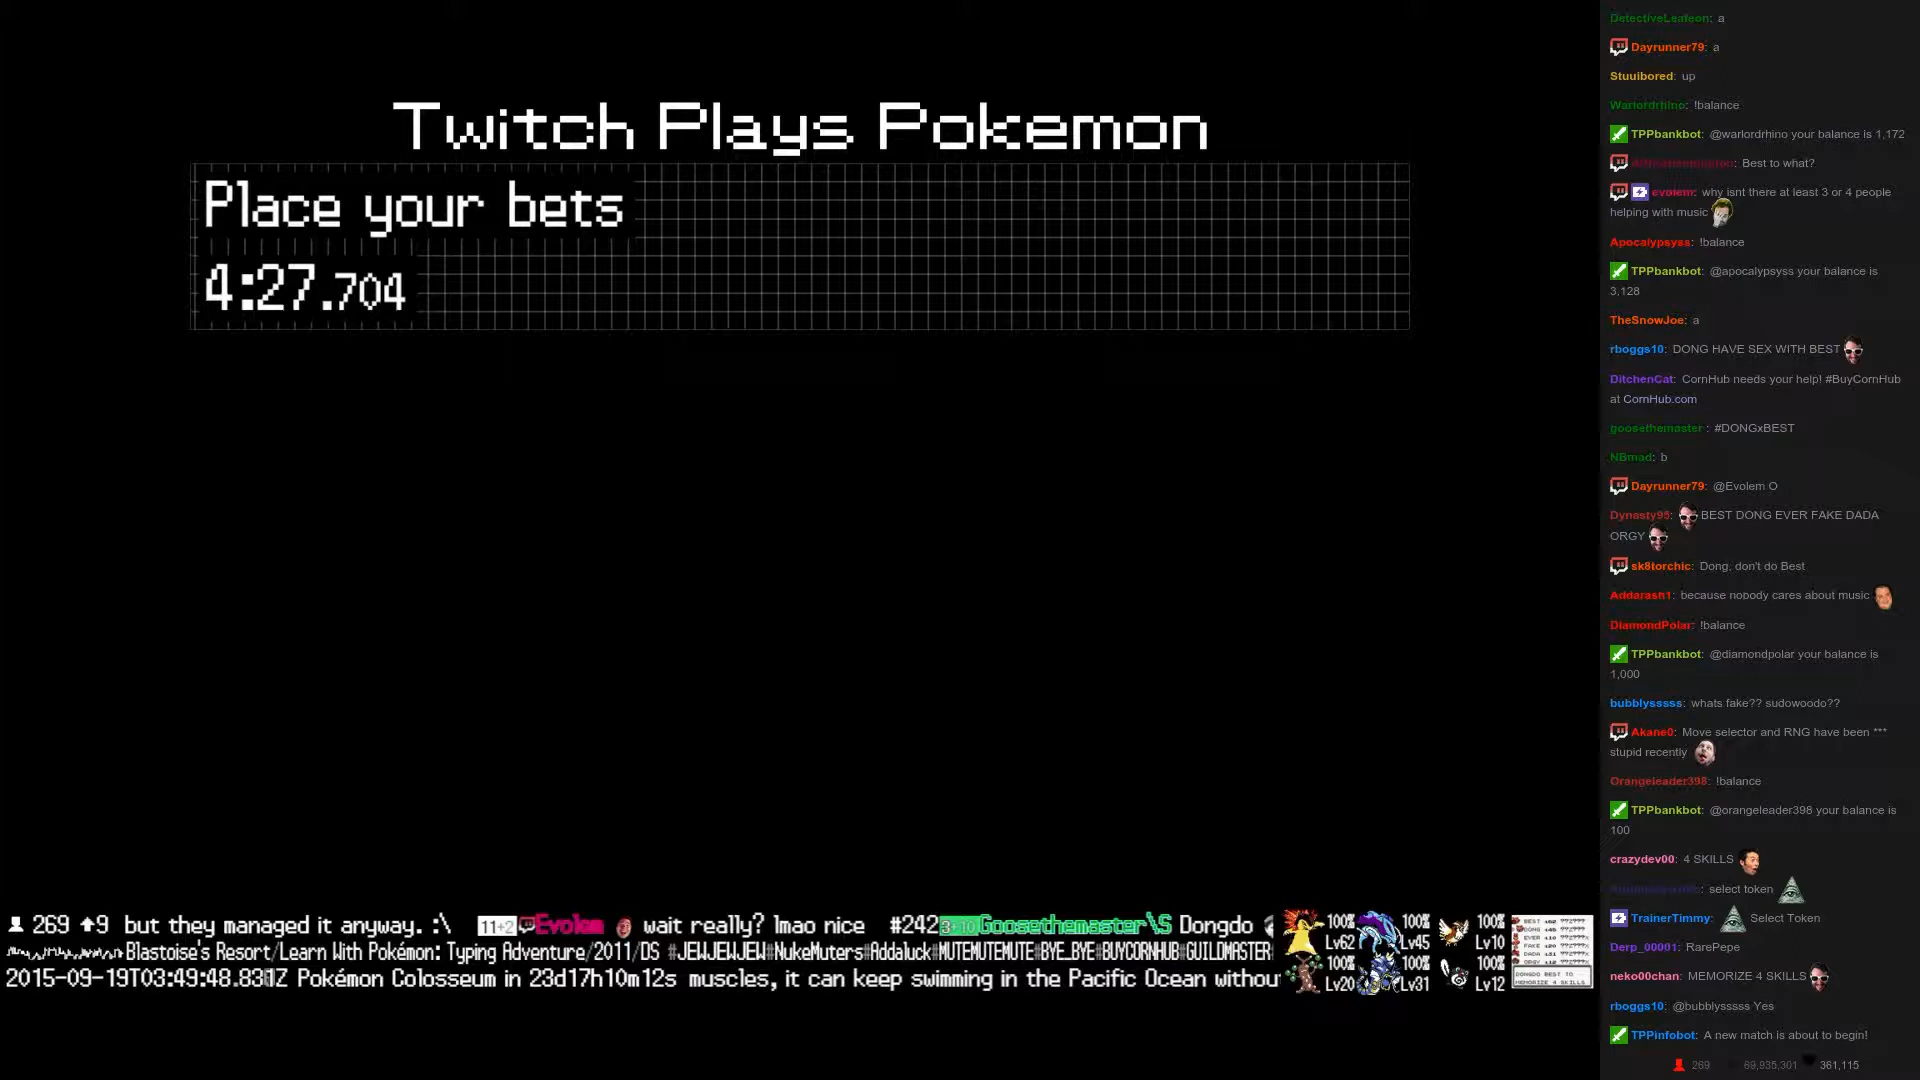 Twitch Plays Pokemon
Place your bets
4:27.704
269 9 but they managed it anyway. :\ 11+2 Evolem wait really? lmao nice #242 3+10 Goosethemaster\S Dongdo
Blastoise's Resort/Learn With Pokémon: Typing Adventure/2011/DS #JEWJEWJEW#NukeMuters#Addaluck#MUTEMUTEMUTE#BYE_BYE#BUYCORNHUB#GUILDMASTER
Pokémon Colosseum in 23d17h10m12s muscles, it can keep swimming in the Pacific Ocean withou
100% 100% 100%
Lv62 Lv45 Lv10
100% 100% 100%
Lv20 Lv31 Lv12
DONGDO BEST TO
MEMORIZE 4 SKILLS
DetectiveLeafeon: a
Dayrunner79: a
Stuuibored: up
Warlordrhino: !balance
TPPbankbot: @warlordrhino your balance is 1,172
: Best to what?
evolem: why isnt there at least 3 or 4 people
helping with music
Apocalypsyss: !balance
TPPbankbot: @apocalypsyss your balance is
3,128
TheSnowJoe: a
rboggs10: DONG HAVE SEX WITH BEST
DitchenCat: CornHub needs your help! #BuyCornHub
at CornHub.com
goosethemaster : #DONGxBEST
NBmad: b
Dayrunner79: @Evolem O
Dynasty95: BEST DONG EVER FAKE DADA
ORGY
sk8torchic: Dong, don't do Best
Addarash1: because nobody cares about music
DiamondPolar: !balance
TPPbankbot: @diamondpolar your balance is
1,000
bubblysssss: whats fake?? sudowoodo??
Akane0: Move selector and RNG have been ***
stupid recently
Orangeleader398: !balance
TPPbankbot: @orangeleader398 your balance is
100
crazydev00: 4 SKILLS
: select token
TrainerTimmy: Select Token
Derp_00001: RarePepe
neko00chan: MEMORIZE 4 SKILLS
rboggs10: @bubblysssss Yes
TPPinfobot: A new match is about to begin!
269 69,935,301 361,115